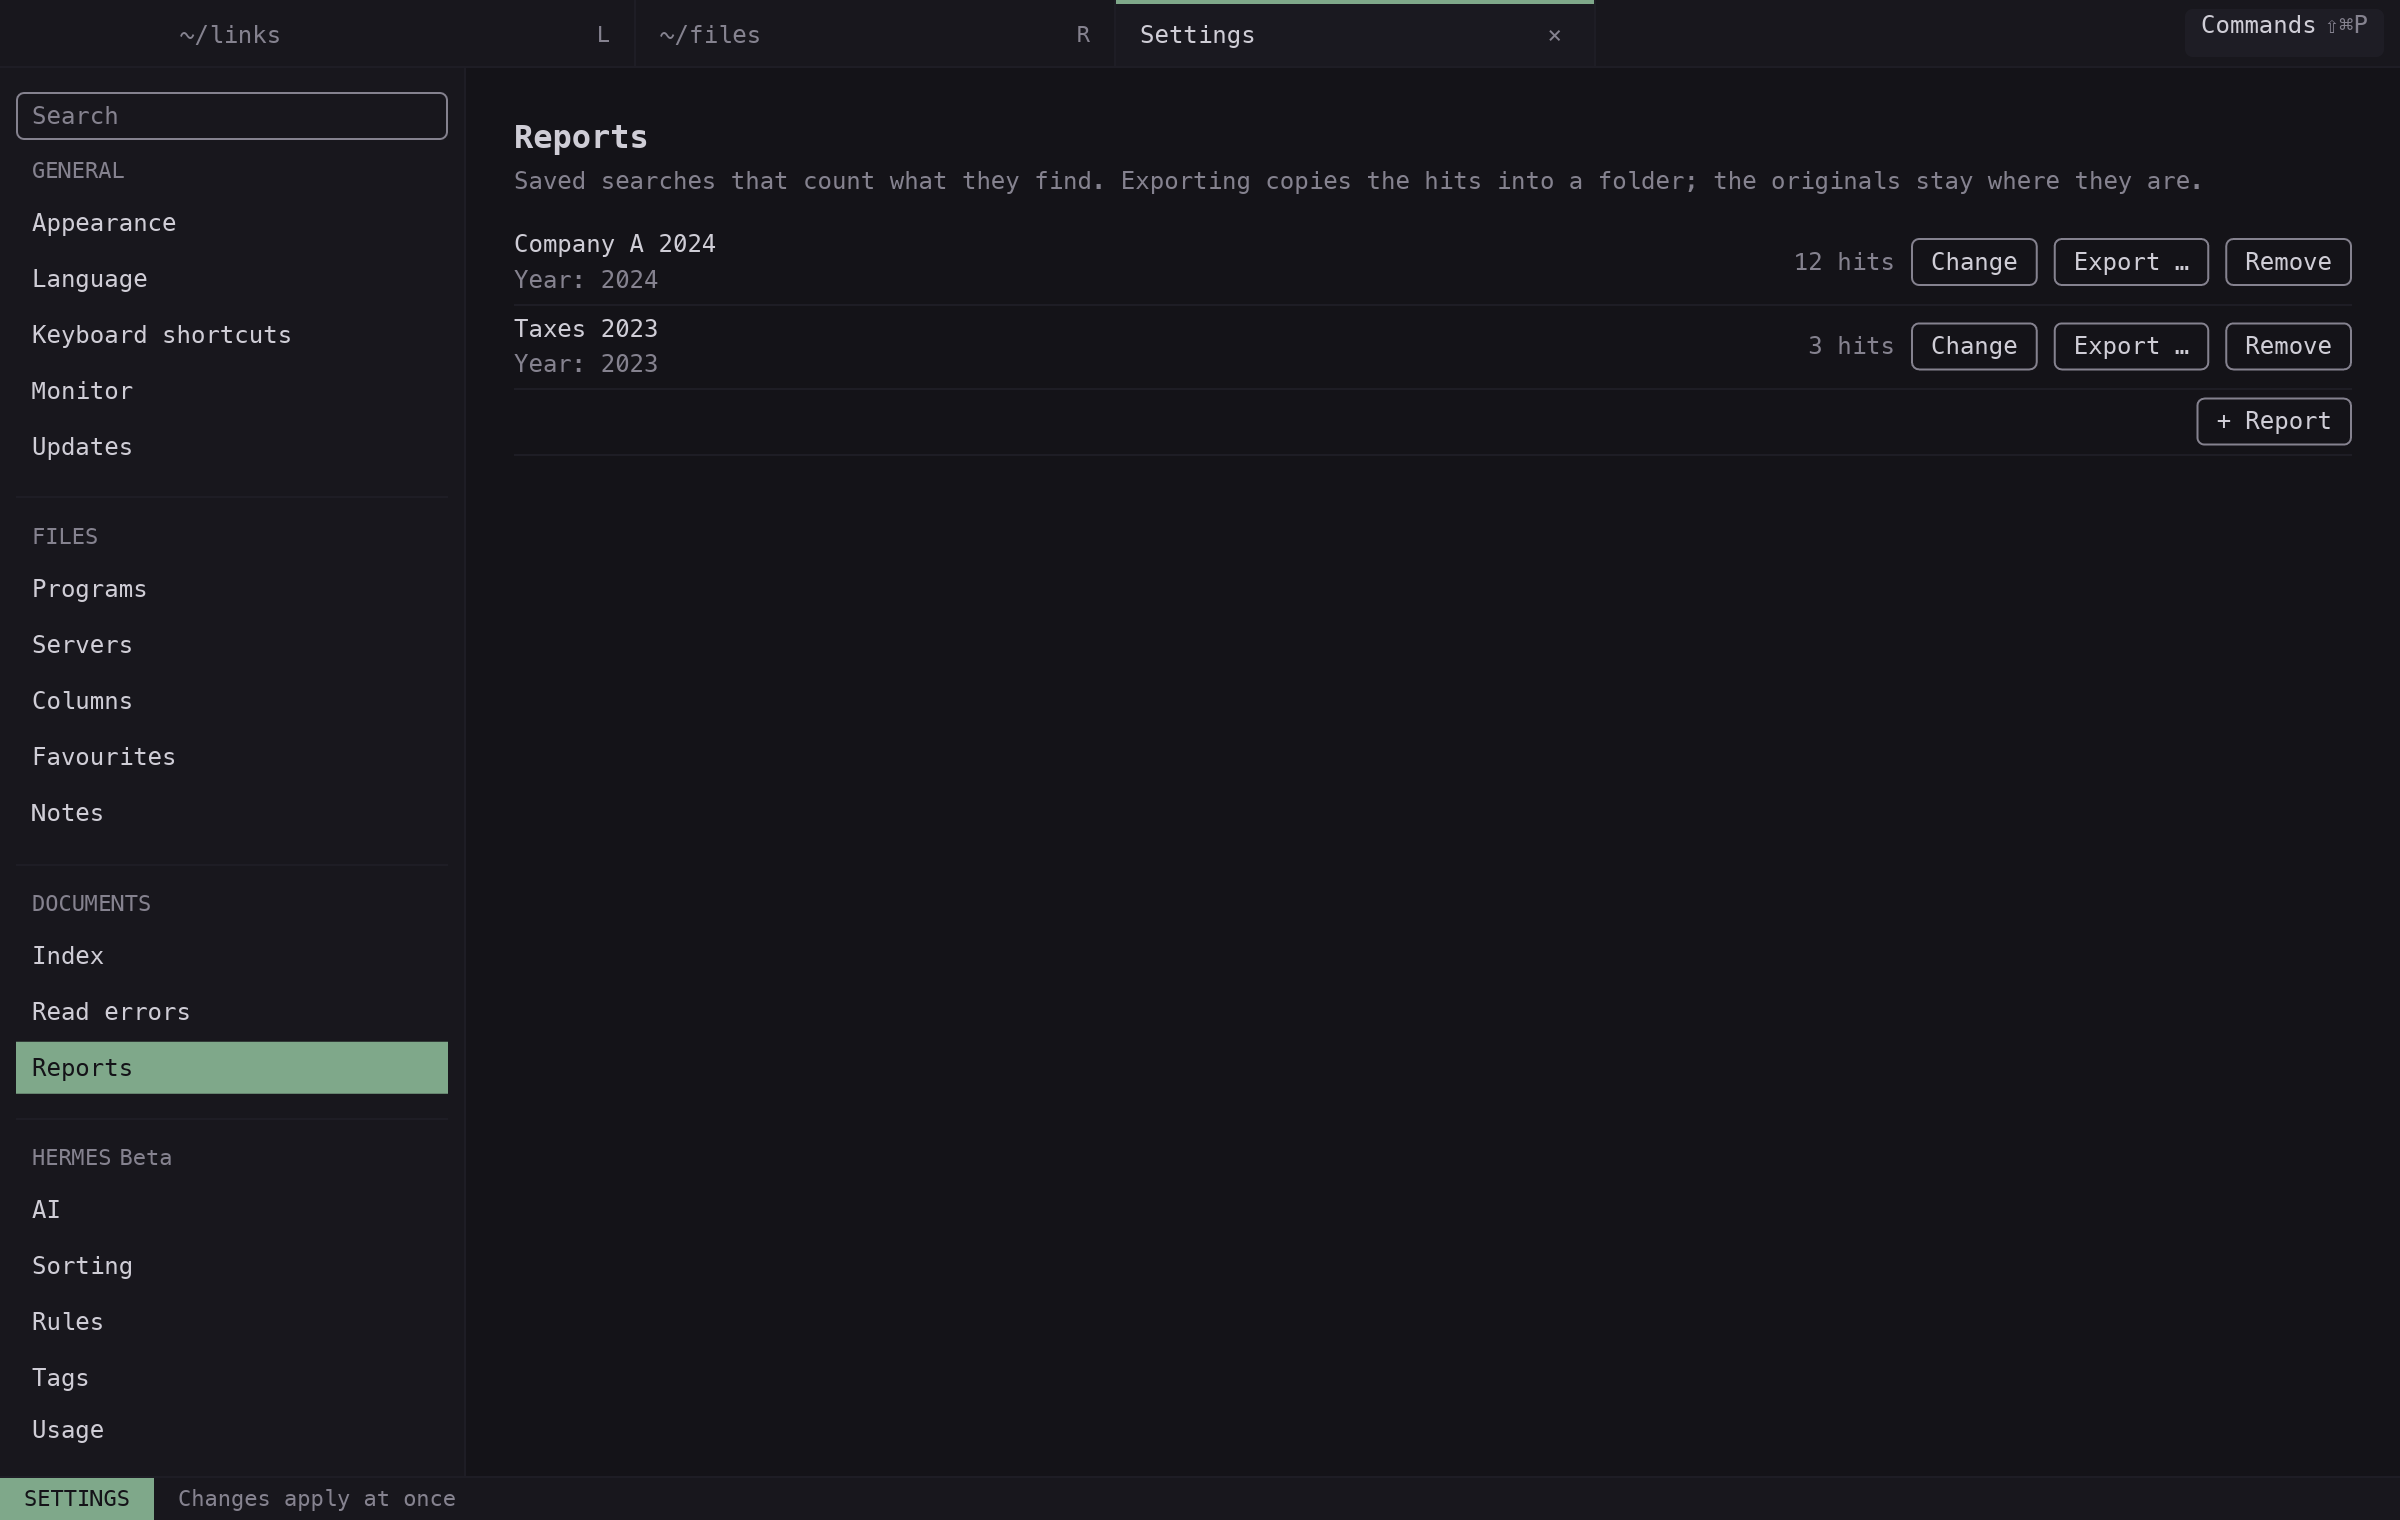 ~/links L ~/files R Settings × Commands ⇧⌘P
Search
GENERAL
Appearance
Language
Keyboard shortcuts
Monitor
Updates
FILES
Programs
Servers
Columns
Favourites
Notes
DOCUMENTS
Index
Read errors
Reports
HERMES Beta
AI
Sorting
Rules
Tags
Usage
Reports
Saved searches that count what they find. Exporting copies the hits into a folder; the originals stay where they are.
Company A 2024
Year: 2024
12 hits Change Export … Remove
Taxes 2023
Year: 2023
3 hits Change Export … Remove
+ Report
SETTINGS Changes apply at once